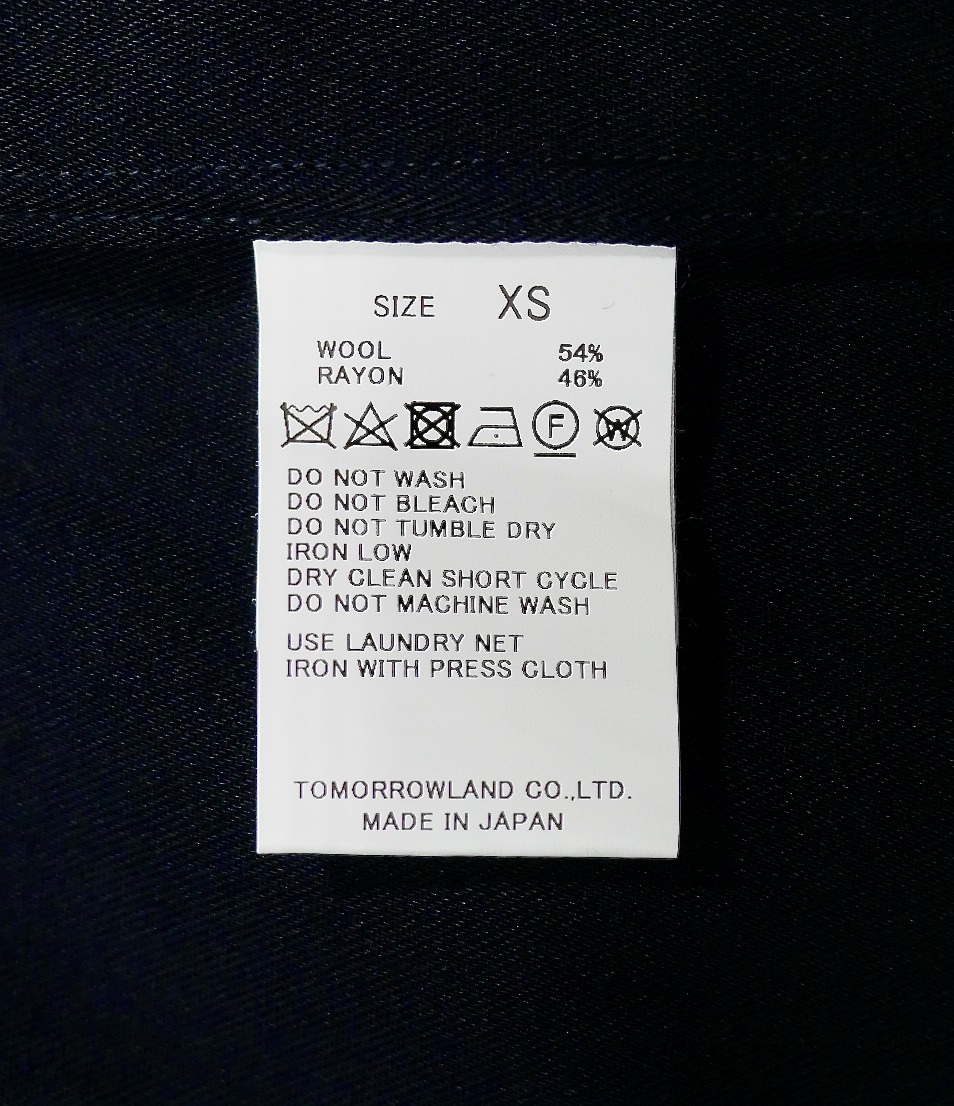 SIZE XS
WOOL 54%
RAYON 46%
F W
DO NOT WASH
DO NOT BLEACH
DO NOT TUMBLE DRY
IRON LOW
DRY CLEAN SHORT CYCLE
DO NOT MACHINE WASH
USE LAUNDRY NET
IRON WITH PRESS CLOTH
TOMORROWLAND CO.,LTD.
MADE IN JAPAN